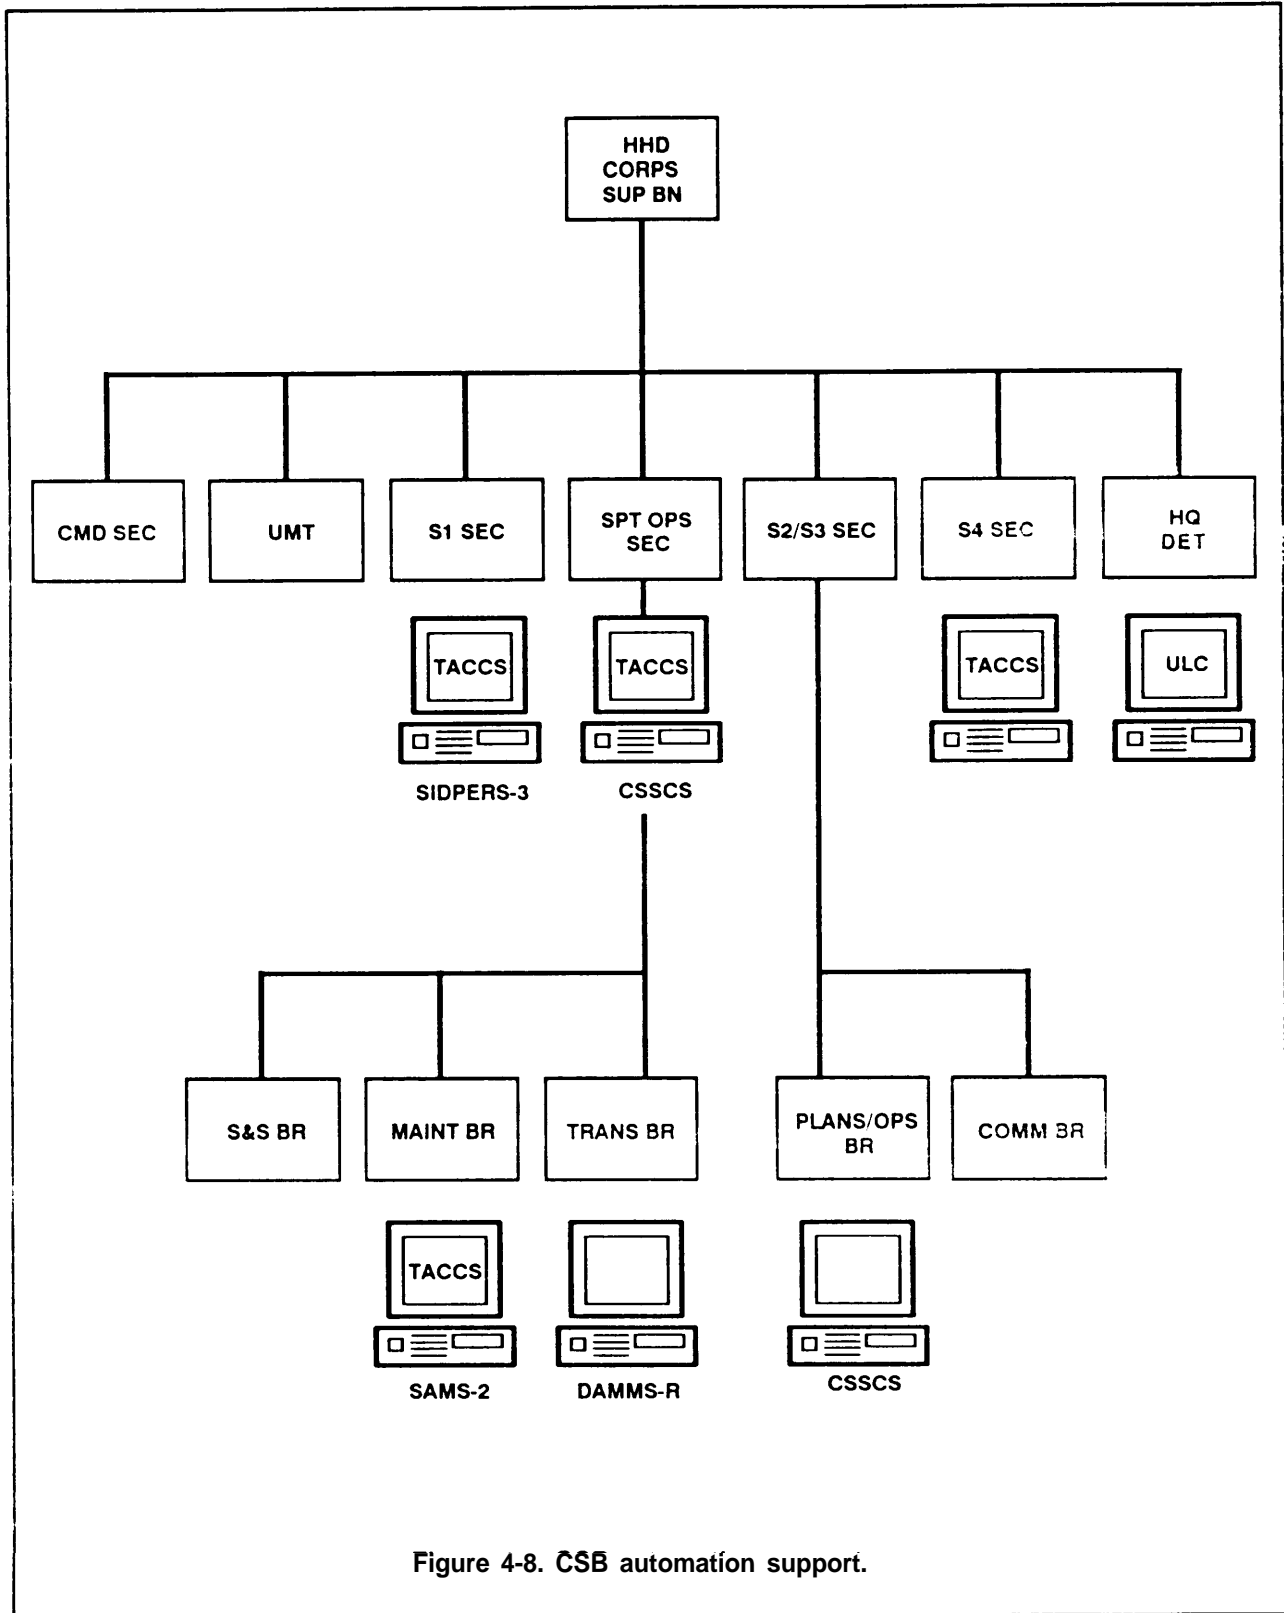 HHD
CORPS
SUP BN
CMD SEC
UMT
S1 SEC
SPT OPS
SEC
S2/S3 SEC
S4 SEC
HQ
DET
TACCS
TACCS
TACCS
ULC
SIDPERS-3
CSSCS
S&S BR
MAINT BR
TRANS BR
PLANS/OPS
BR
COMM BR
TACCS
SAMS-2
DAMMS-R
CSSCS
Figure 4-8. CSB automation support.